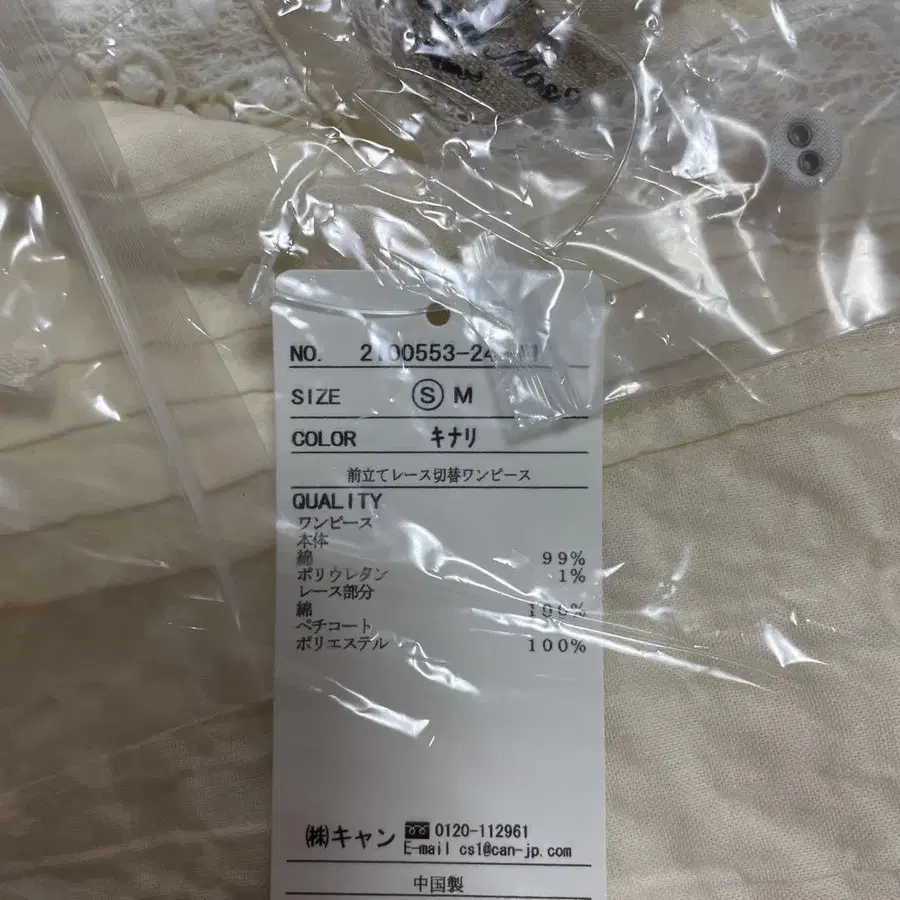 Mosc
NO. 2100553-24
SIZE Ⓢ M
COLOR キナリ
前立てレース切替ワンピース
QUALITY
ワンピース
本体
綿 99%
ポリウレタン 1%
レース部分
綿 100%
ペチコート
ポリエステル 100%
㈱キャン 0120-112961
E-mail cs1@can-jp.com
中国製